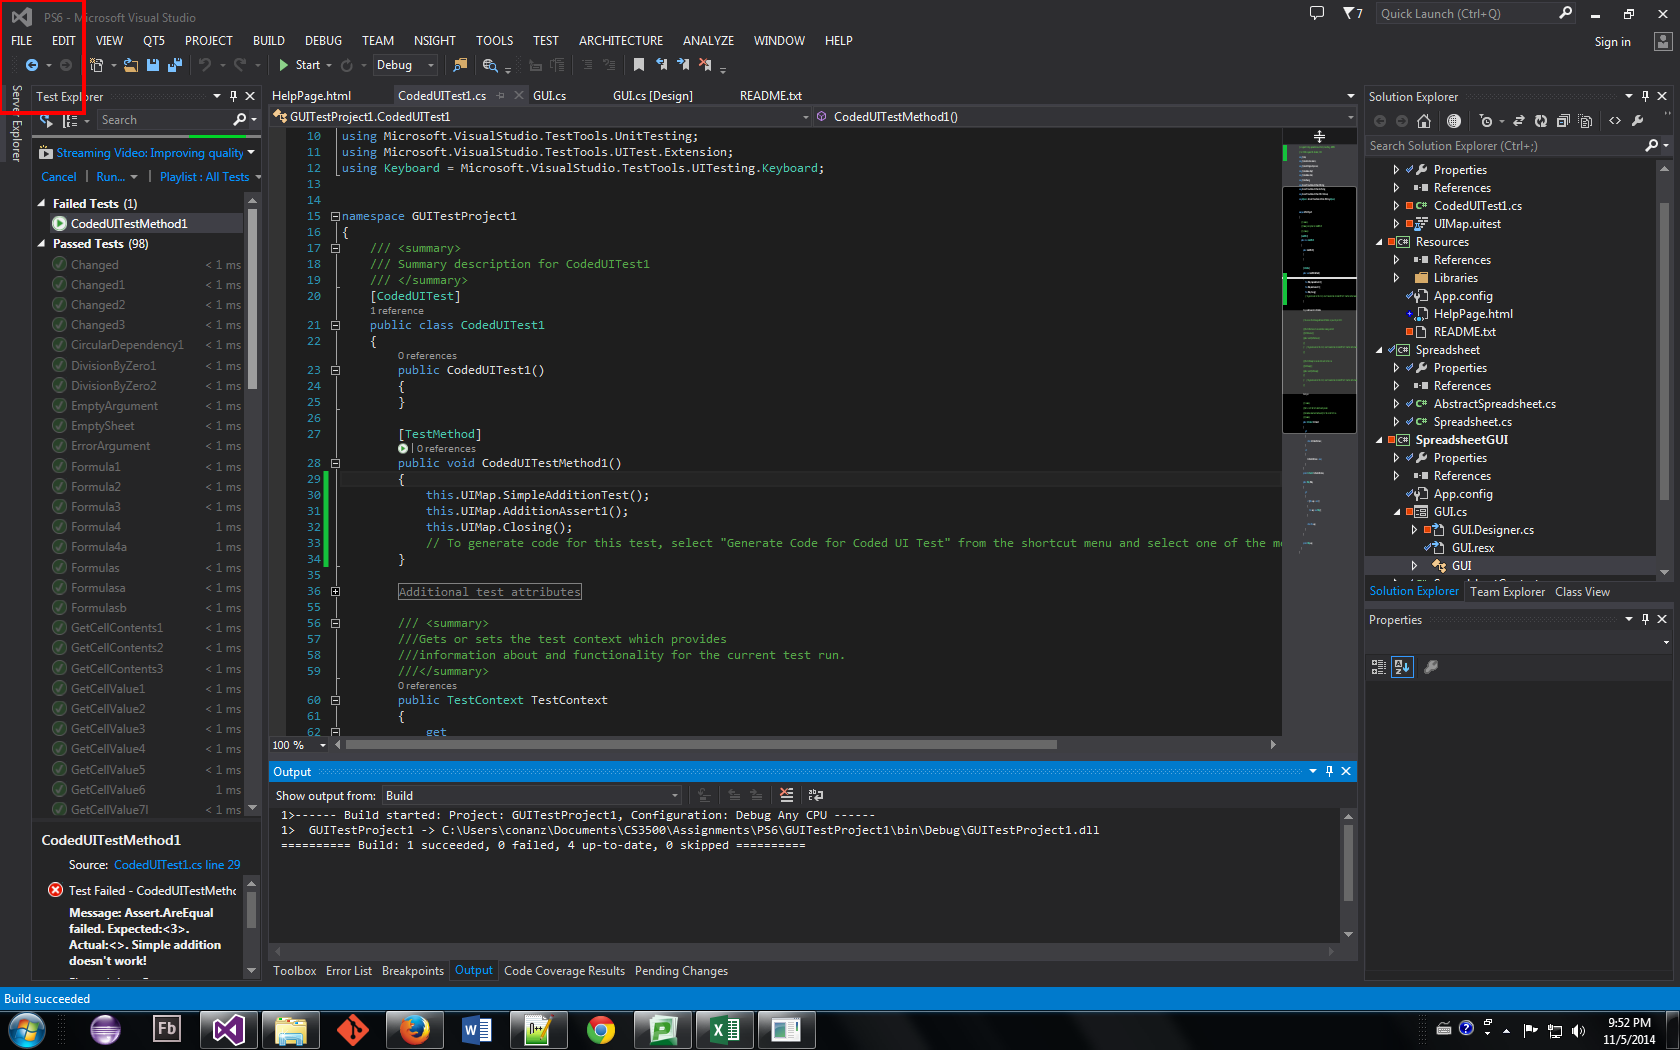 PS6 - Microsoft Visual Studio
7
Quick Launch (Ctrl+Q)
FILE EDIT VIEW QT5 PROJECT BUILD DEBUG TEAM NSIGHT TOOLS TEST ARCHITECTURE ANALYZE WINDOW HELP
Sign in
Start
Debug
Server Explorer
Test Explorer
Search
Streaming Video: Improving quality
Cancel | Run... | Playlist : All Tests
Failed Tests (1)
CodedUITestMethod1
Passed Tests (98)
Changed < 1 ms
Changed1 < 1 ms
Changed2 < 1 ms
Changed3 < 1 ms
CircularDependency1 < 1 ms
DivisionByZero1 < 1 ms
DivisionByZero2 < 1 ms
EmptyArgument < 1 ms
EmptySheet < 1 ms
ErrorArgument < 1 ms
Formula1 < 1 ms
Formula2 < 1 ms
Formula3 < 1 ms
Formula4 1 ms
Formula4a < 1 ms
Formulas < 1 ms
Formulasa < 1 ms
Formulasb < 1 ms
GetCellContents1 < 1 ms
GetCellContents2 < 1 ms
GetCellContents3 < 1 ms
GetCellValue1 < 1 ms
GetCellValue2 < 1 ms
GetCellValue3 < 1 ms
GetCellValue4 < 1 ms
GetCellValue5 < 1 ms
GetCellValue6 1 ms
GetCellValue7I < 1 ms
CodedUITestMethod1
Source: CodedUITest1.cs line 29
Test Failed - CodedUITestMetho
Message: Assert.AreEqual
failed. Expected:<3>.
Actual:<>. Simple addition
doesn't work!
HelpPage.html CodedUITest1.cs GUI.cs GUI.cs [Design] README.txt
GUITestProject1.CodedUITest1
CodedUITestMethod1()
10 using Microsoft.VisualStudio.TestTools.UnitTesting;
11 using Microsoft.VisualStudio.TestTools.UITest.Extension;
12 using Keyboard = Microsoft.VisualStudio.TestTools.UITesting.Keyboard;
13
14
15 namespace GUITestProject1
16 {
17 /// <summary>
18 /// Summary description for CodedUITest1
19 /// </summary>
20 [CodedUITest]
1 reference
21 public class CodedUITest1
22 {
0 references
23 public CodedUITest1()
24 {
25 }
26
27 [TestMethod]
| 0 references
28 public void CodedUITestMethod1()
29 {
30 this.UIMap.SimpleAdditionTest();
31 this.UIMap.AdditionAssert1();
32 this.UIMap.Closing();
33 // To generate code for this test, select "Generate Code for Coded UI Test" from the shortcut menu and select one of the me
34 }
35
36 Additional test attributes
55
56 /// <summary>
57 ///Gets or sets the test context which provides
58 ///information about and functionality for the current test run.
59 ///</summary>
0 references
60 public TestContext TestContext
61 {
62 get
100 %
Output
Show output from: Build
1>------ Build started: Project: GUITestProject1, Configuration: Debug Any CPU ------
1> GUITestProject1 -> C:\Users\conanz\Documents\CS3500\Assignments\PS6\GUITestProject1\bin\Debug\GUITestProject1.dll
========== Build: 1 succeeded, 0 failed, 4 up-to-date, 0 skipped ==========
Toolbox Error List Breakpoints Output Code Coverage Results Pending Changes
Solution Explorer
Search Solution Explorer (Ctrl+;)
Properties
References
CodedUITest1.cs
UIMap.uitest
Resources
References
Libraries
App.config
HelpPage.html
README.txt
Spreadsheet
Properties
References
AbstractSpreadsheet.cs
Spreadsheet.cs
SpreadsheetGUI
Properties
References
App.config
GUI.cs
GUI.Designer.cs
GUI.resx
GUI
Solution Explorer Team Explorer Class View
Properties
Build succeeded
Fb
9:52 PM
11/5/2014